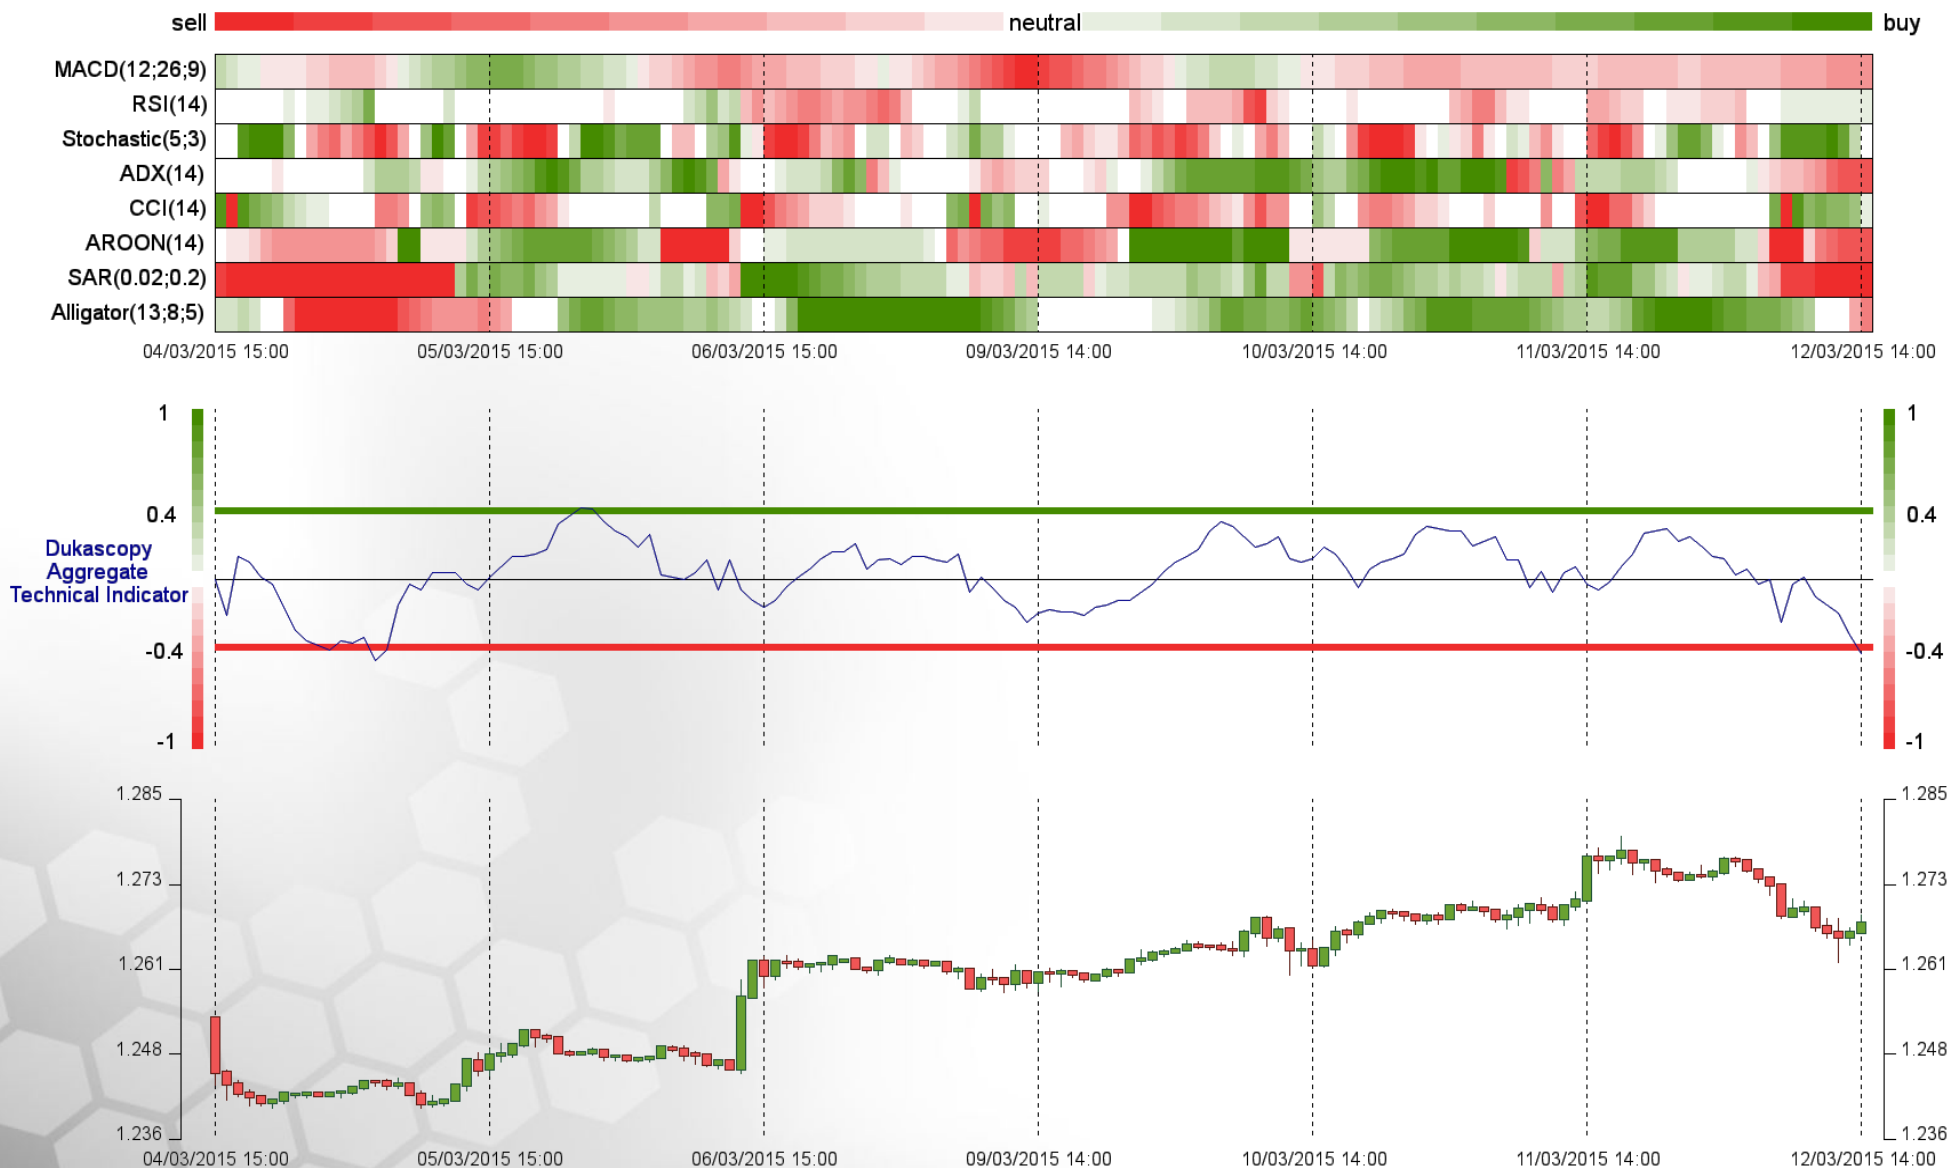 sell neutral buy
MACD(12;26;9)
RSI(14)
Stochastic(5;3)
ADX(14)
CCI(14)
AROON(14)
SAR(0.02;0.2)
Alligator(13;8;5)
04/03/2015 15:00 05/03/2015 15:00 06/03/2015 15:00 09/03/2015 14:00 10/03/2015 14:00 11/03/2015 14:00 12/03/2015 14:00
1 1
0.4 0.4
Dukascopy
Aggregate
Technical Indicator
-0.4 -0.4
-1 -1
1.285 1.285
1.273 1.273
1.261 1.261
1.248 1.248
1.236 1.236
04/03/2015 15:00 05/03/2015 15:00 06/03/2015 15:00 09/03/2015 14:00 10/03/2015 14:00 11/03/2015 14:00 12/03/2015 14:00